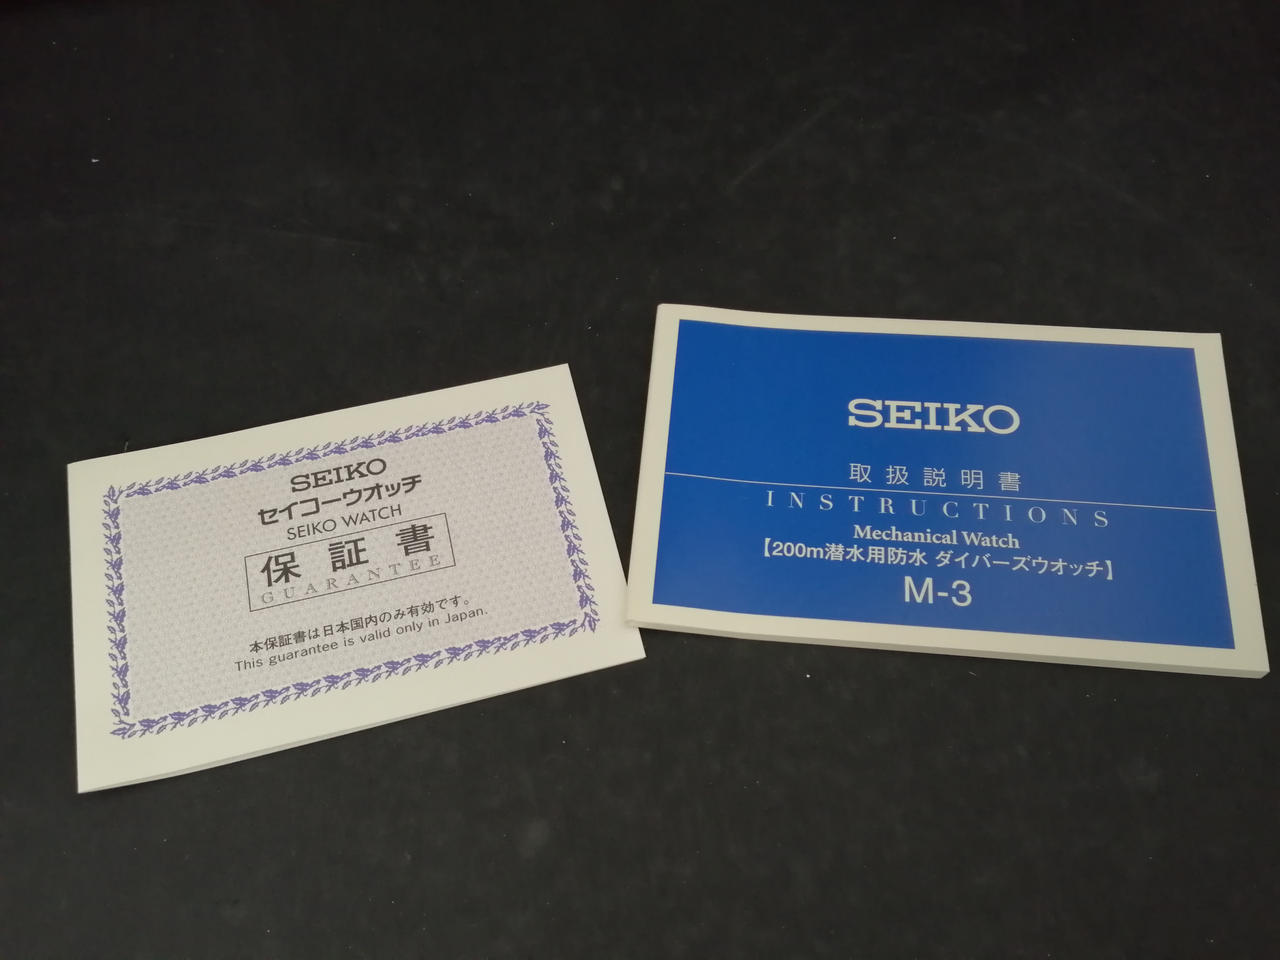 SEIKO
セイコーウオッチ
SEIKO WATCH
保証書
GUARANTEE
本保証書は日本国内のみ有効です。
This guarantee is valid only in Japan.
SEIKO
取扱説明書
INSTRUCTIONS
Mechanical Watch
【200m潜水用防水 ダイバーズウオッチ】
M-3